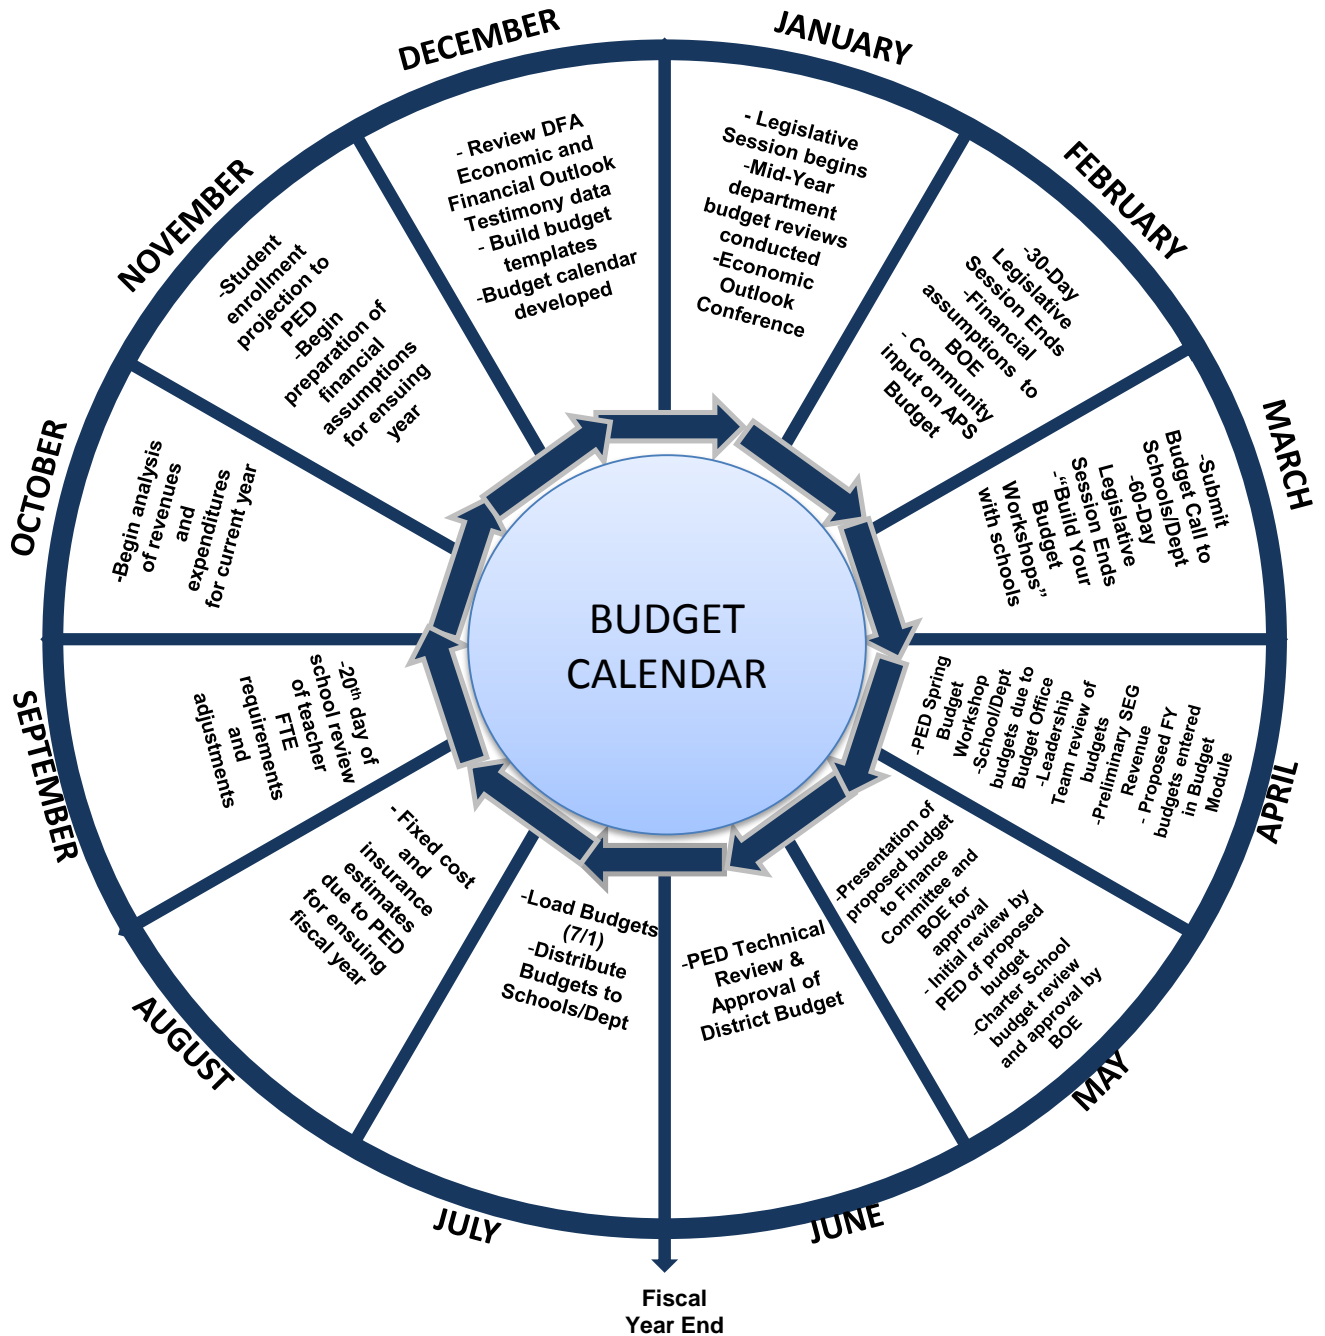 JANUARY
- Legislative
Session begins
-Mid-Year
department
budget reviews
conducted
-Economic
Outlook
Conference
FEBRUARY
-30-Day
Legislative
Session Ends
-Financial
assumptions to
BOE
- Community
input on APS
Budget
MARCH
-Submit
Budget Call to
Schools/Dept
-60-Day
Legislative
Session Ends
-“Build Your
Budget
Workshops”
with schools
APRIL
-PED Spring
Budget
Workshop
-School/Dept
budgets due to
Budget Office
-Leadership
Team review of
budgets
-Preliminary SEG
Revenue
- Proposed FY
budgets entered
in Budget
Module
MAY
-Presentation of
proposed budget
to Finance
Committee and
BOE for
approval
- Initial review by
PED of proposed
budget
-Charter School
budget review
and approval by
BOE
JUNE
-PED Technical
Review &
Approval of
District Budget
Fiscal
Year End
JULY
-Load Budgets
(7/1)
-Distribute
Budgets to
Schools/Dept
AUGUST
- Fixed cost
and
insurance
estimates
due to PED
for ensuing
fiscal year
SEPTEMBER
-20th day of
school review
of teacher
FTE
requirements
and
adjustments
OCTOBER
-Begin analysis
of revenues
and
expenditures
for current year
NOVEMBER
-Student
enrollment
projection to
PED
-Begin
preparation of
financial
assumptions
for ensuing
year
DECEMBER
- Review DFA
Economic and
Financial Outlook
Testimony data
- Build budget
templates
-Budget calendar
developed
BUDGET
CALENDAR